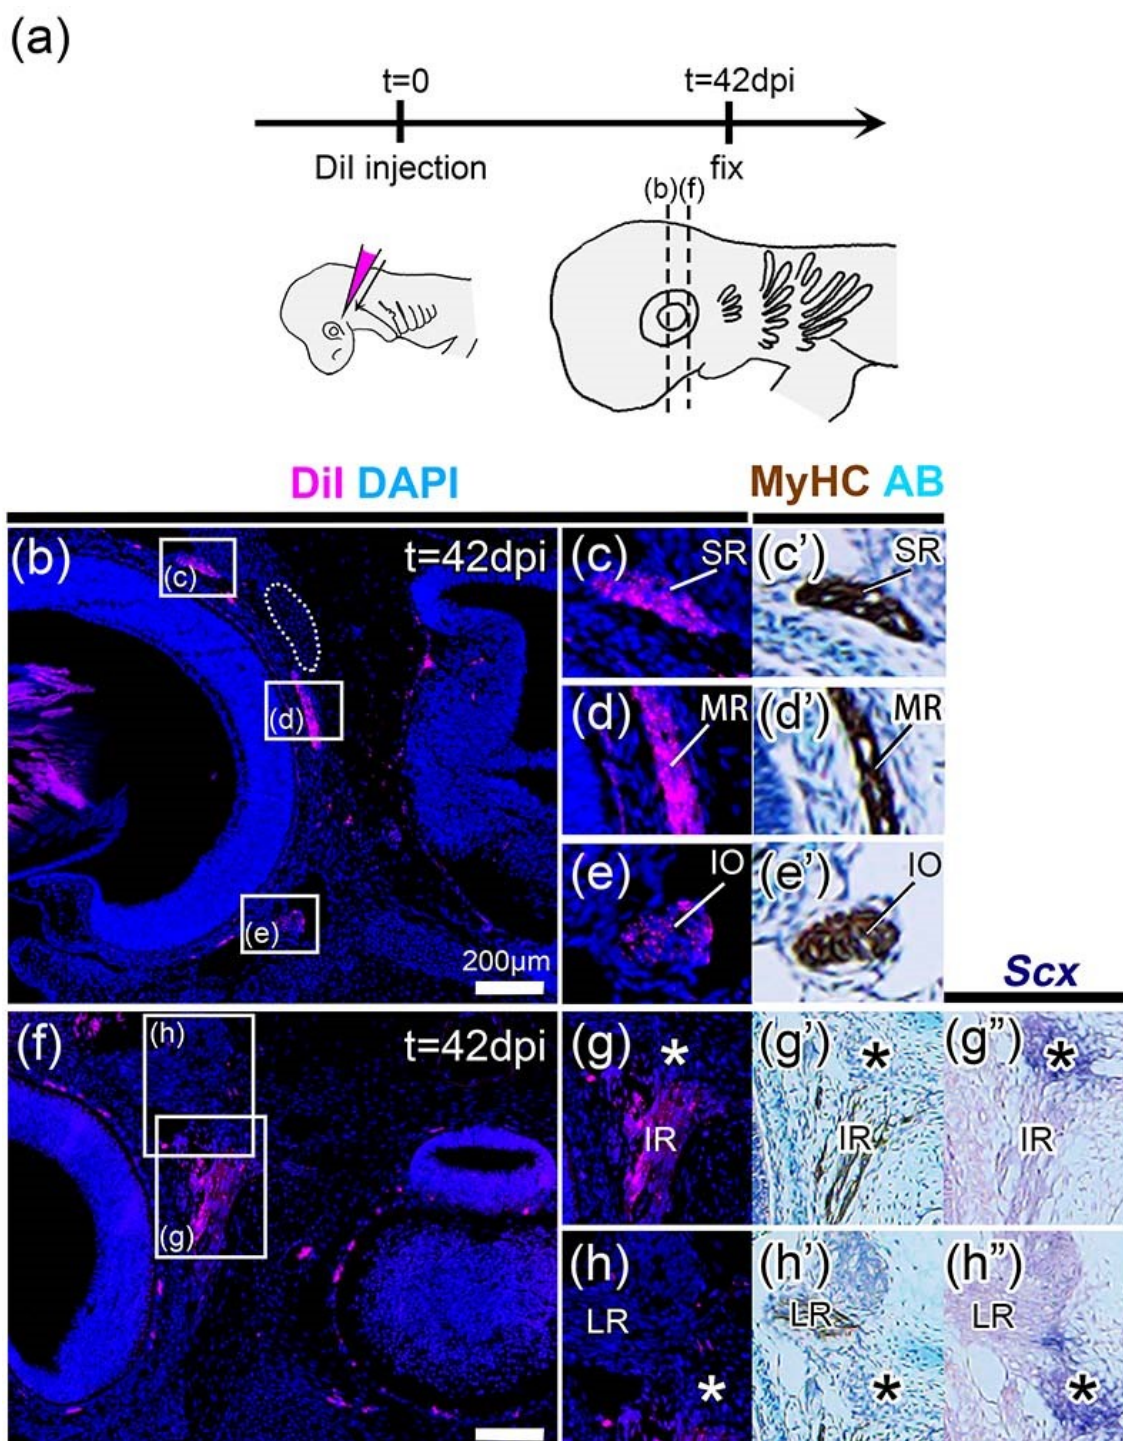 (a)
t=0 t=42dpi
DiI injection fix
(b)(f)
DiI DAPI MyHC AB
(b) t=42dpi
(c)
(d)
(e)
200μm
(c) SR
(c’) SR
(d) MR
(d’) MR
(e) IO
(e’) IO
Scx
(f) t=42dpi
(h)
(g)
(g) *
IR
(g’) *
IR
(g”) *
IR
(h)
LR
*
(h’)
LR
*
(h”)
LR
*